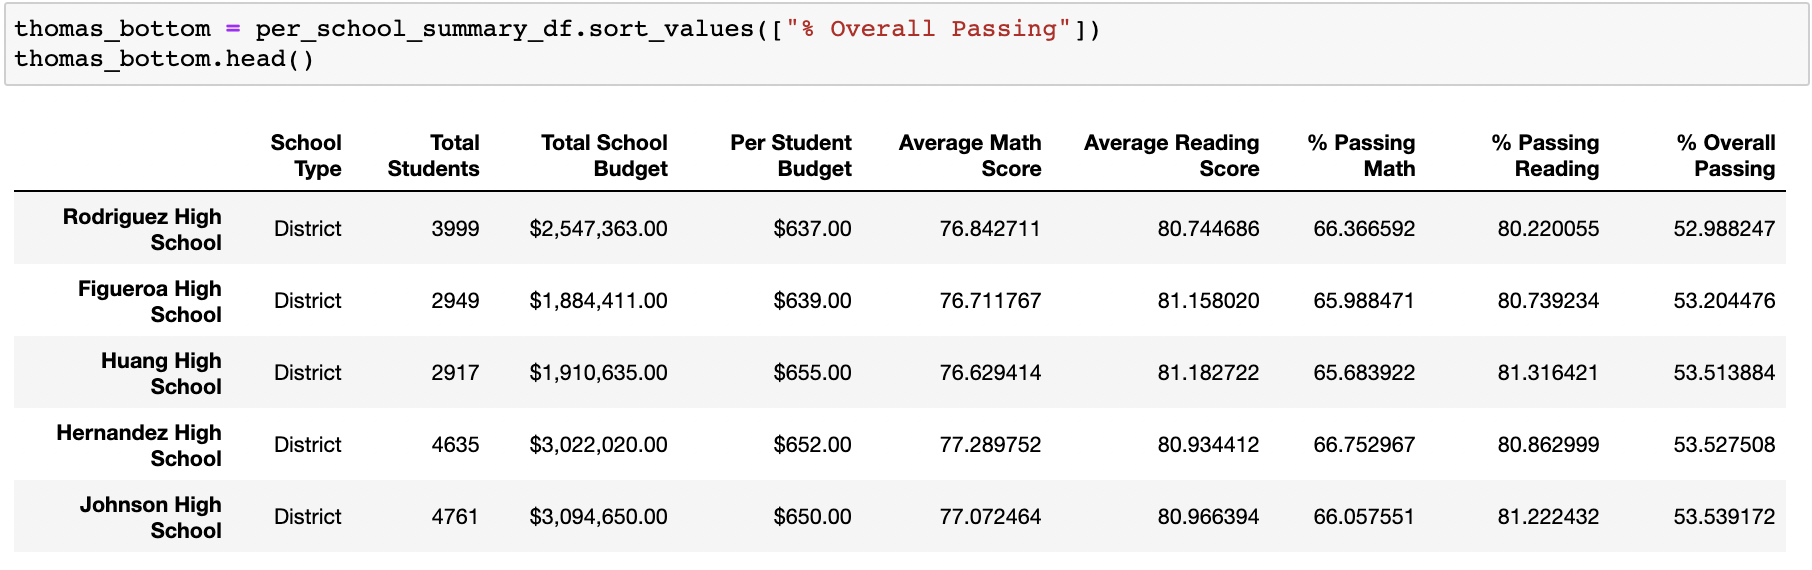 thomas_bottom = per_school_summary_df.sort_values(["% Overall Passing"])
thomas_bottom.head()
School Type Total Students Total School Budget Per Student Budget Average Math Score Average Reading Score % Passing Math % Passing Reading % Overall Passing
Rodriguez High School District 3999 $2,547,363.00 $637.00 76.842711 80.744686 66.366592 80.220055 52.988247
Figueroa High School District 2949 $1,884,411.00 $639.00 76.711767 81.158020 65.988471 80.739234 53.204476
Huang High School District 2917 $1,910,635.00 $655.00 76.629414 81.182722 65.683922 81.316421 53.513884
Hernandez High School District 4635 $3,022,020.00 $652.00 77.289752 80.934412 66.752967 80.862999 53.527508
Johnson High School District 4761 $3,094,650.00 $650.00 77.072464 80.966394 66.057551 81.222432 53.539172